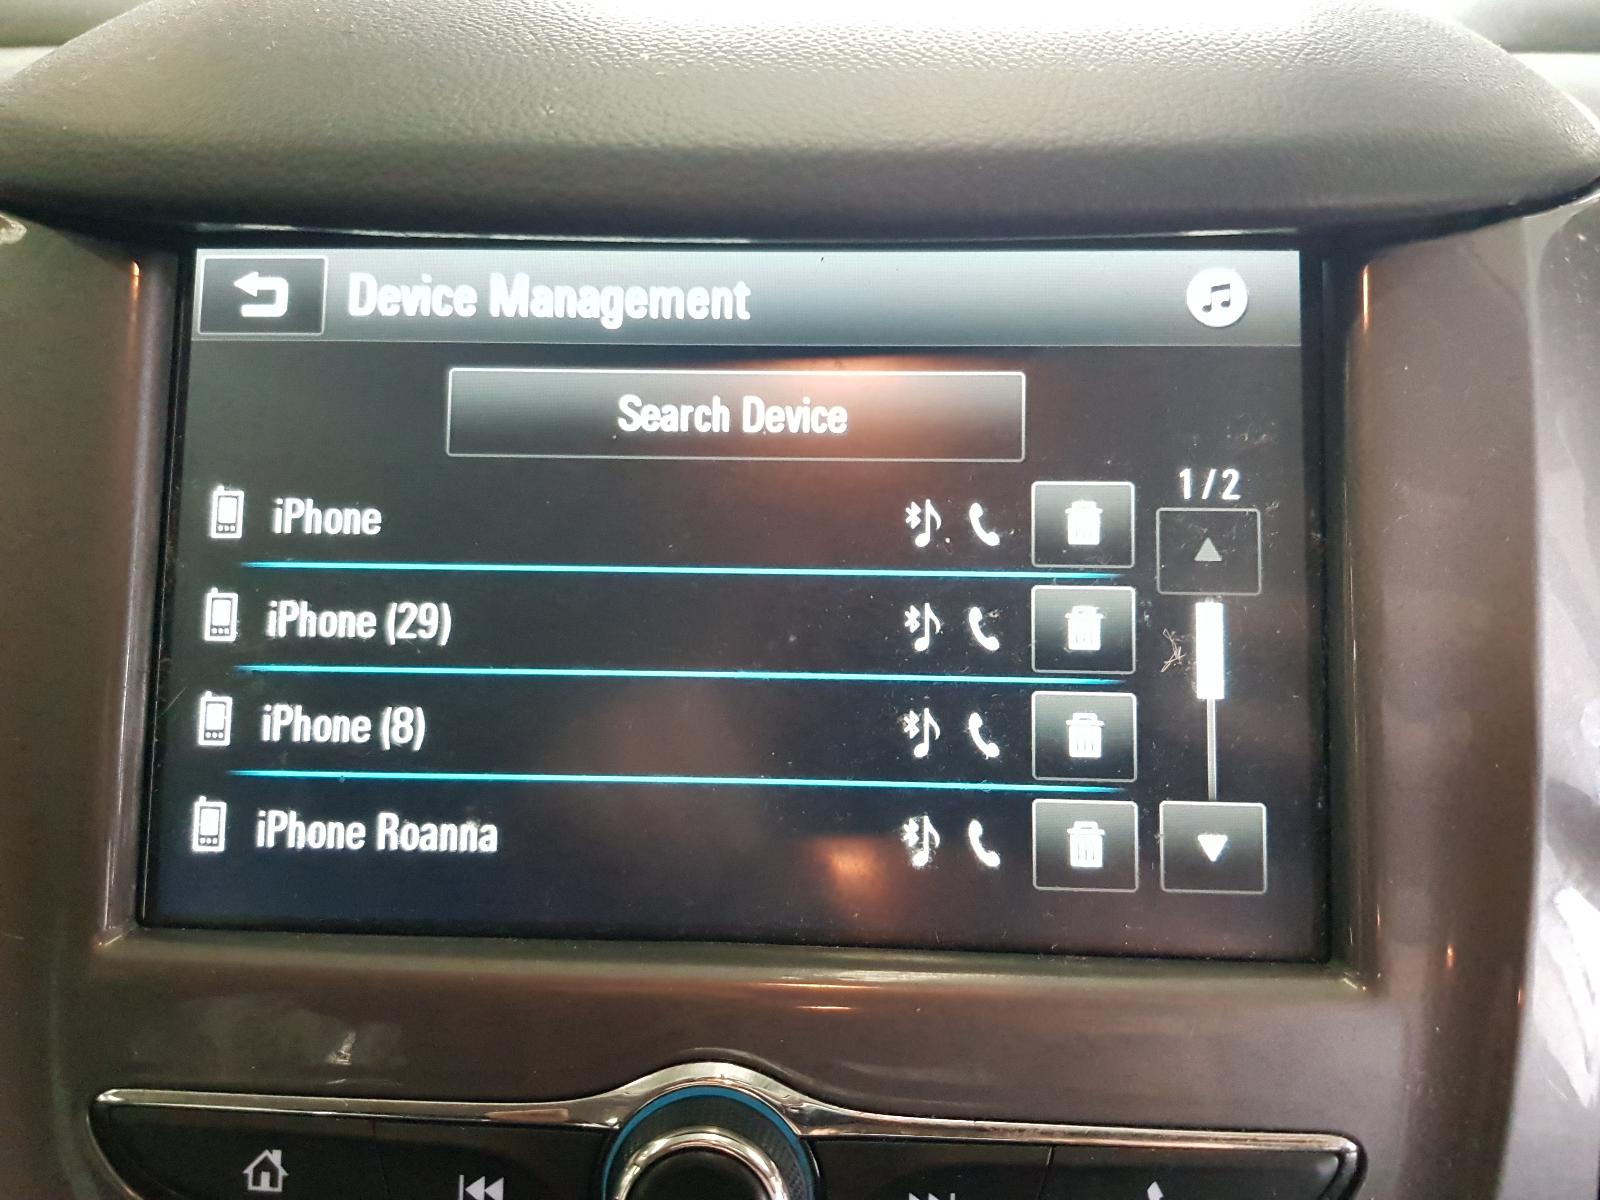 Device Management
Search Device
1/2
iPhone
iPhone (29)
iPhone (8)
iPhone Roanna